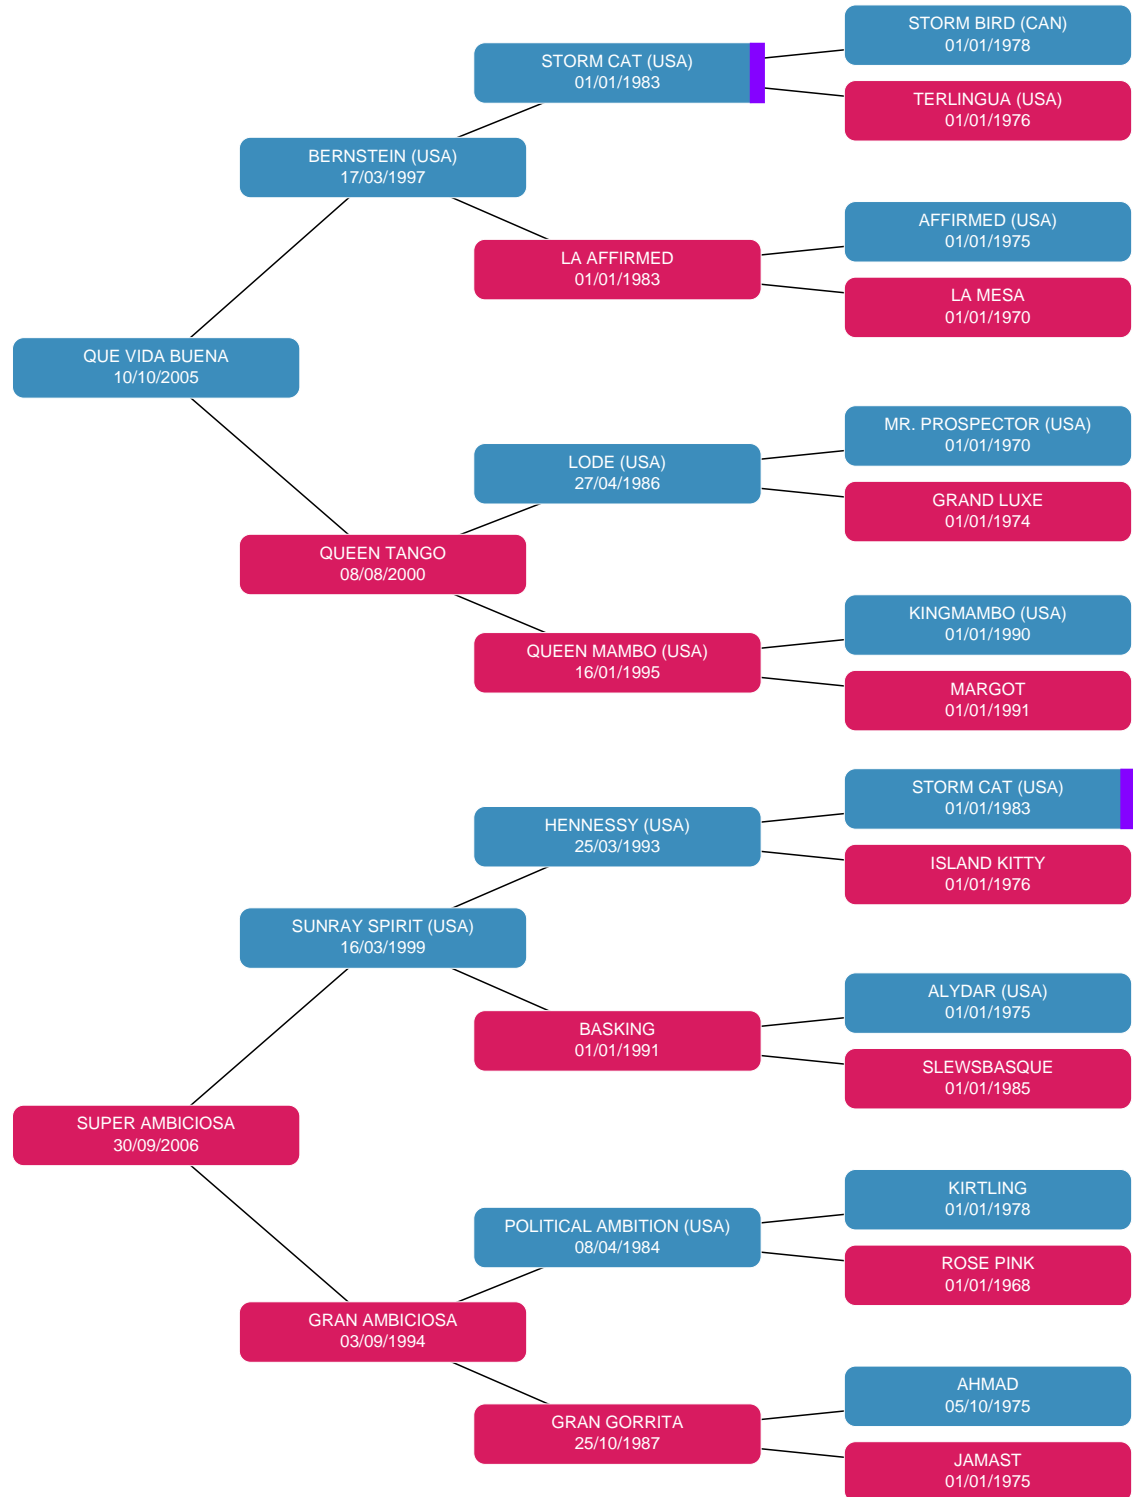 STORM BIRD (CAN)
01/01/1978
STORM CAT (USA)
01/01/1983
TERLINGUA (USA)
01/01/1976
BERNSTEIN (USA)
17/03/1997
AFFIRMED (USA)
01/01/1975
LA AFFIRMED
01/01/1983
LA MESA
01/01/1970
QUE VIDA BUENA
10/10/2005
MR. PROSPECTOR (USA)
01/01/1970
LODE (USA)
27/04/1986
GRAND LUXE
01/01/1974
QUEEN TANGO
08/08/2000
KINGMAMBO (USA)
01/01/1990
QUEEN MAMBO (USA)
16/01/1995
MARGOT
01/01/1991
STORM CAT (USA)
01/01/1983
HENNESSY (USA)
25/03/1993
ISLAND KITTY
01/01/1976
SUNRAY SPIRIT (USA)
16/03/1999
ALYDAR (USA)
01/01/1975
BASKING
01/01/1991
SLEWSBASQUE
01/01/1985
SUPER AMBICIOSA
30/09/2006
KIRTLING
01/01/1978
POLITICAL AMBITION (USA)
08/04/1984
ROSE PINK
01/01/1968
GRAN AMBICIOSA
03/09/1994
AHMAD
05/10/1975
GRAN GORRITA
25/10/1987
JAMAST
01/01/1975